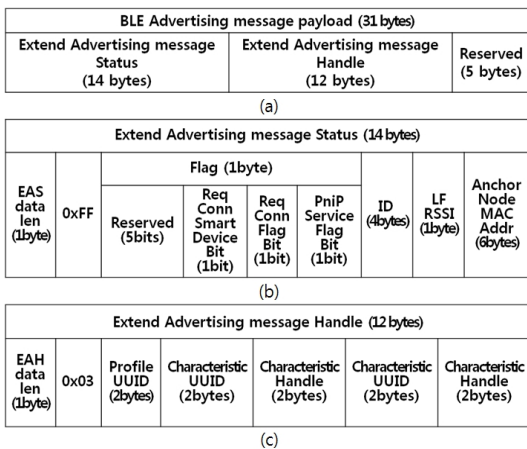 BLE Advertising message payload (31 bytes)
Extend Advertising message
Status
(14 bytes)
Extend Advertising message
Handle
(12 bytes)
Reserved
(5 bytes)
(a)
Extend Advertising message Status (14bytes)
EAS
data
len
(1byte)
0xFF
Flag (1byte)
Reserved
(5bits)
Req
Conn
Smart
Device
Bit
(1bit)
Req
Conn
Flag
Bit
(1bit)
PniP
Service
Flag
Bit
(1bit)
ID
(4bytes)
LF
RSSI
(1byte)
Anchor
Node
MAC
Addr
(6bytes)
(b)
Extend Advertising message Handle (12bytes)
EAH
data
len
(1byte)
0x03
Profile
UUID
(2bytes)
Characteristic
UUID
(2bytes)
Characteristic
Handle
(2bytes)
Characteristic
UUID
(2bytes)
Characteristic
Handle
(2bytes)
(c)